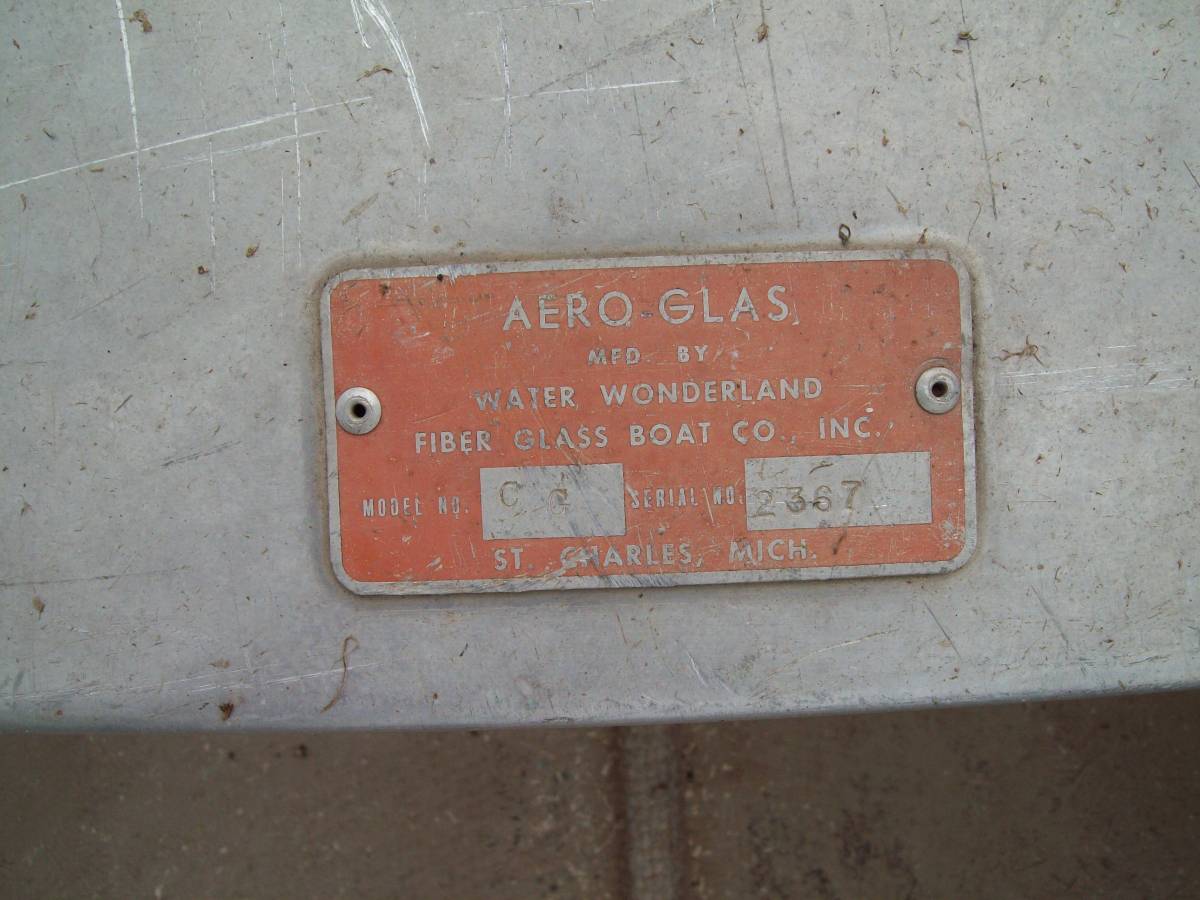 AERO-GLAS
MFD. BY
WATER WONDERLAND
FIBER GLASS BOAT CO., INC.
MODEL NO. CG SERIAL NO. 2367
ST. CHARLES, MICH.